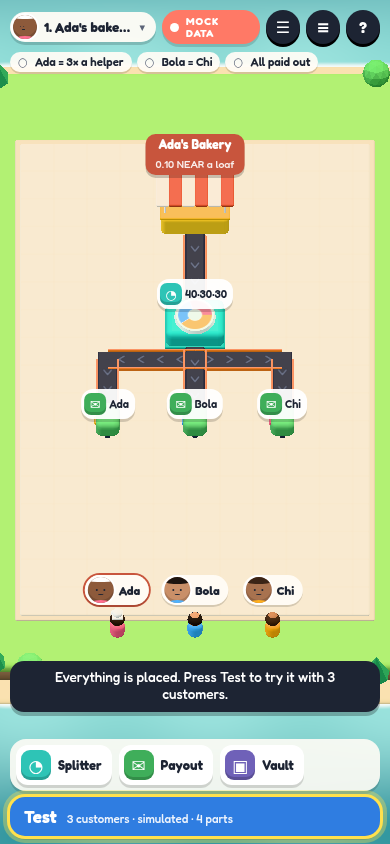 1. Ada's bake...
MOCK DATA
?
Ada = 3x a helper
Bola = Chi
All paid out
Ada's Bakery
0.10 NEAR a loaf
40·30·30
Ada
Bola
Chi
Ada
Bola
Chi
Everything is placed. Press Test to try it with 3
customers.
Splitter
Payout
Vault
Test
3 customers · simulated · 4 parts